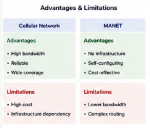 Advantages & Limitations
Cellular Network
MANET
Advantages
• High bandwidth
• Reliable
• Wide coverage
Advantages
• No infrastructure
• Self-configuring
• Cost-effective
Limitations
• High cost
• Infrastructure dependency
Limitations
• Lower bandwidth
• Complex routing